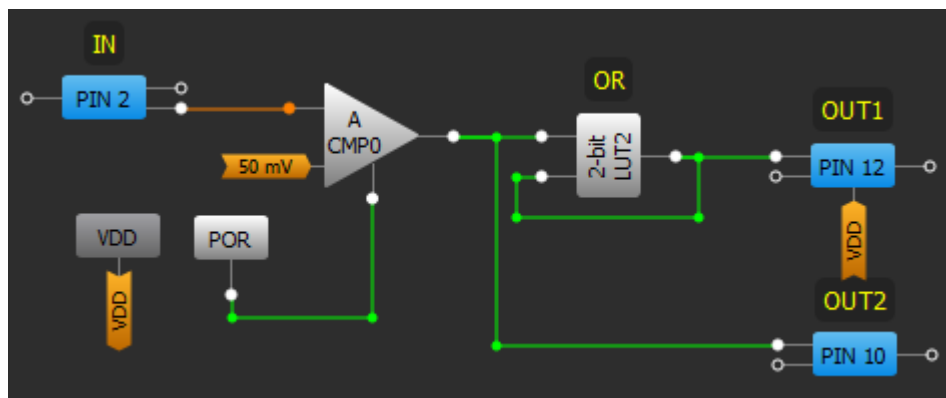 IN
PIN 2
A
CMP0
50 mV
OR
2-bit
LUT2
OUT1
PIN 12
VDD
VDD
VDD
POR
OUT2
PIN 10